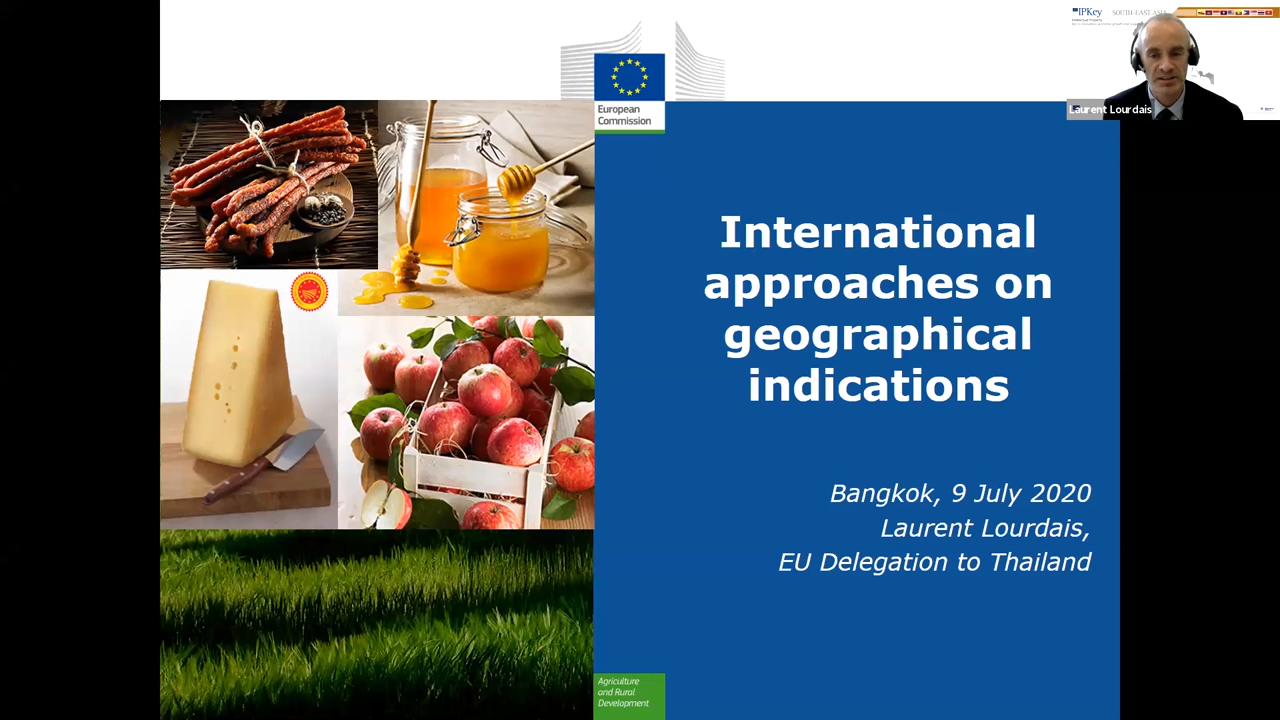 IPKey SOUTH-EAST ASIA
Laurent Lourdais
European
Commission
International
approaches on
geographical
indications
Bangkok, 9 July 2020
Laurent Lourdais,
EU Delegation to Thailand
Agriculture
and Rural
Development